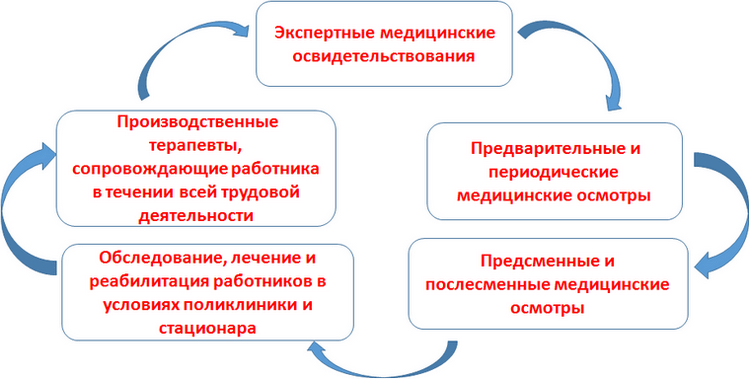 Экспертные медицинские
освидетельствования
Производственные
терапевты,
сопровождающие работника
в течении всей трудовой
деятельности
Предварительные и
периодические
медицинские осмотры
Обследование, лечение и
реабилитация работников в
условиях поликлиники и
стационара
Предсменные и
послесменные медицинские
осмотры